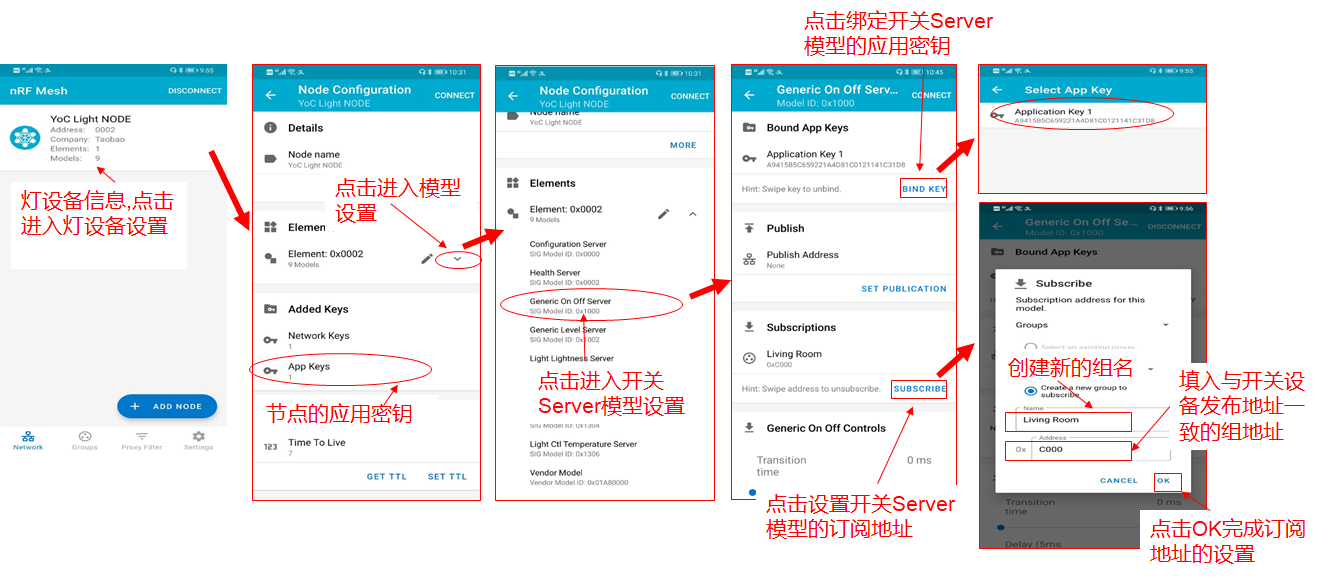 点击绑定开关Server
模型的应用密钥
9:55
nRF Mesh
DISCONNECT
YoC Light NODE
Address: 0002
Company: Taobao
Elements: 1
Models: 9
灯设备信息,点击
进入灯设备设置
ADD NODE
Network
Groups
Proxy Filter
Settings
10:31
Node Configuration
YoC Light NODE
CONNECT
Details
Node name
YoC Light NODE
点击进入模型
设置
Elemen
Element: 0x0002
9 Models
Added Keys
Network Keys
1
App Keys
1
节点的应用密钥
123
Time To Live
7
GET TTL
SET TTL
10:31
Node Configuration
YoC Light NODE
CONNECT
Node name
YoC Light NODE
MORE
Elements
Element: 0x0002
9 Models
Configuration Server
SIG Model ID: 0x0000
Health Server
SIG Model ID: 0x0002
Generic On Off Server
SIG Model ID: 0x1000
Generic Level Server
SIG Model ID: 0x1002
Light Lightness Server
点击进入开关
Server模型设置
SIG Model ID: 0x1304
Light Ctl Temperature Server
SIG Model ID: 0x1306
Vendor Model
Vendor Model ID: 0x01A80000
10:45
Generic On Off Serv...
Model ID: 0x1000
CONNECT
Bound App Keys
Application Key 1
A9415B5C659221A4D81C0121141C31D8
Hint: Swipe key to unbind.
BIND KEY
Publish
Publish Address
None
SET PUBLICATION
Subscriptions
Living Room
0xC000
Hint: Swipe address to unsubscribe.
SUBSCRIBE
Generic On Off Controls
Transition
time
0 ms
点击设置开关Server
模型的订阅地址
9:55
Select App Key
Application Key 1
A9415B5C659221A4D81C0121141C31D8
9:56
Generic On Off Se...
Model ID: 0x1000
DISCONNECT
Bound App Keys
Subscribe
Subscription address for this
model.
Groups
Select an existing group
创建新的组名
Create a new group to
subscribe
Name
Living Room
Address
0x
C000
填入与开关设
备发布地址一
致的组地址
CANCEL
OK
Transition
time
0 ms
Delay (5ms
点击OK完成订阅
地址的设置